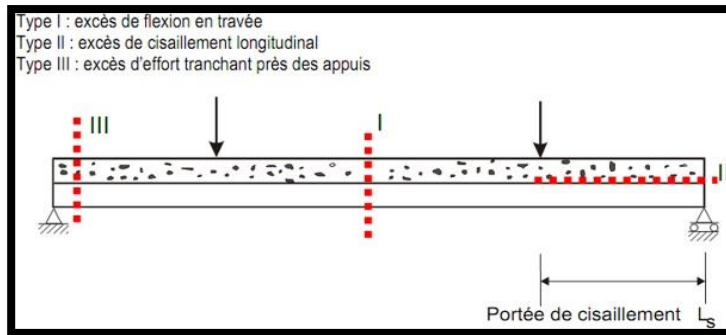 Type I : excès de flexion en travée
Type II : excès de cisaillement longitudinal
Type III : excès d'effort tranchant près des appuis
III
I
Portée de cisaillement Ls